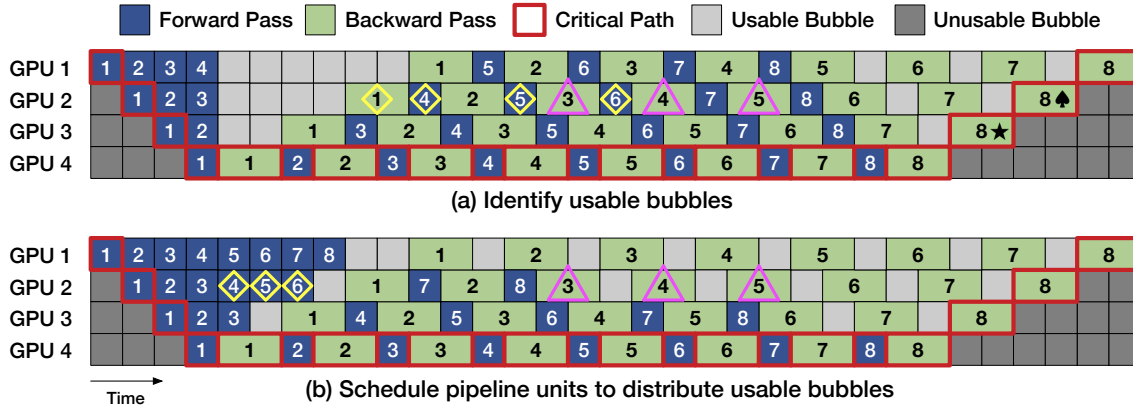 Forward Pass Backward Pass Critical Path Usable Bubble Unusable Bubble
GPU 1 1 2 3 4 1 5 2 6 3 7 4 8 5 6 7 8
GPU 2 1 2 3 1 4 2 5 3 6 4 7 5 8 6 7 8♠
GPU 3 1 2 1 3 2 4 3 5 4 6 5 7 6 8 7 8★
GPU 4 1 1 2 2 3 3 4 4 5 5 6 6 7 7 8 8
(a) Identify usable bubbles
GPU 1 1 2 3 4 5 6 7 8 1 2 3 4 5 6 7 8
GPU 2 1 2 3 4 5 6 1 7 2 8 3 4 5 6 7 8
GPU 3 1 2 3 1 4 2 5 3 6 4 7 5 8 6 7 8
GPU 4 1 1 2 2 3 3 4 4 5 5 6 6 7 7 8 8
Time
(b) Schedule pipeline units to distribute usable bubbles